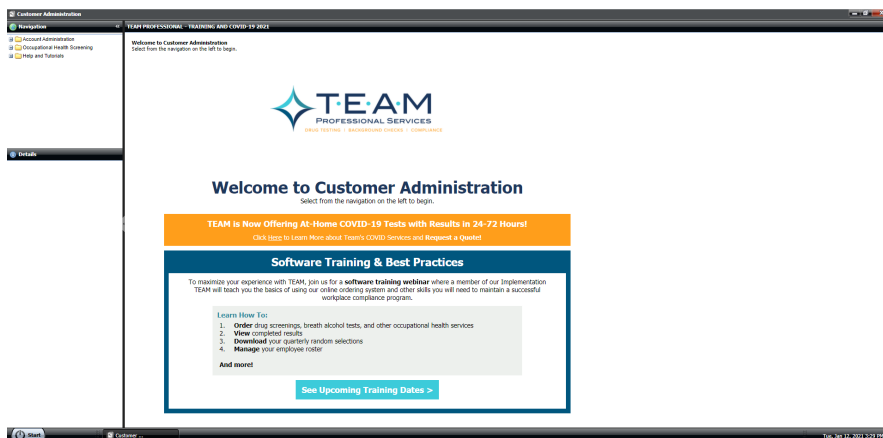 Customer Administration
Navigation «
TEAM PROFESSIONAL - TRAINING AND COVID-19 2021
Account Administration
Occupational Health Screening
Help and Tutorials
Welcome to Customer Administration
Select from the navigation on the left to begin.
T·E·A·M
PROFESSIONAL SERVICES
DRUG TESTING | BACKGROUND CHECKS | COMPLIANCE
Details
Welcome to Customer Administration
Select from the navigation on the left to begin.
TEAM is Now Offering At-Home COVID-19 Tests with Results in 24-72 Hours!
Click Here to Learn More about Team's COVID Services and Request a Quote!
Software Training & Best Practices
To maximize your experience with TEAM, join us for a software training webinar where a member of our Implementation
TEAM will teach you the basics of using our online ordering system and other skills you will need to maintain a successful
workplace compliance program.
Learn How To:
1. Order drug screenings, breath alcohol tests, and other occupational health services
2. View completed results
3. Download your quarterly random selections
4. Manage your employee roster
And more!
See Upcoming Training Dates >
Start
Customer ...
Tue, Jan 12, 2021 3:29 PM